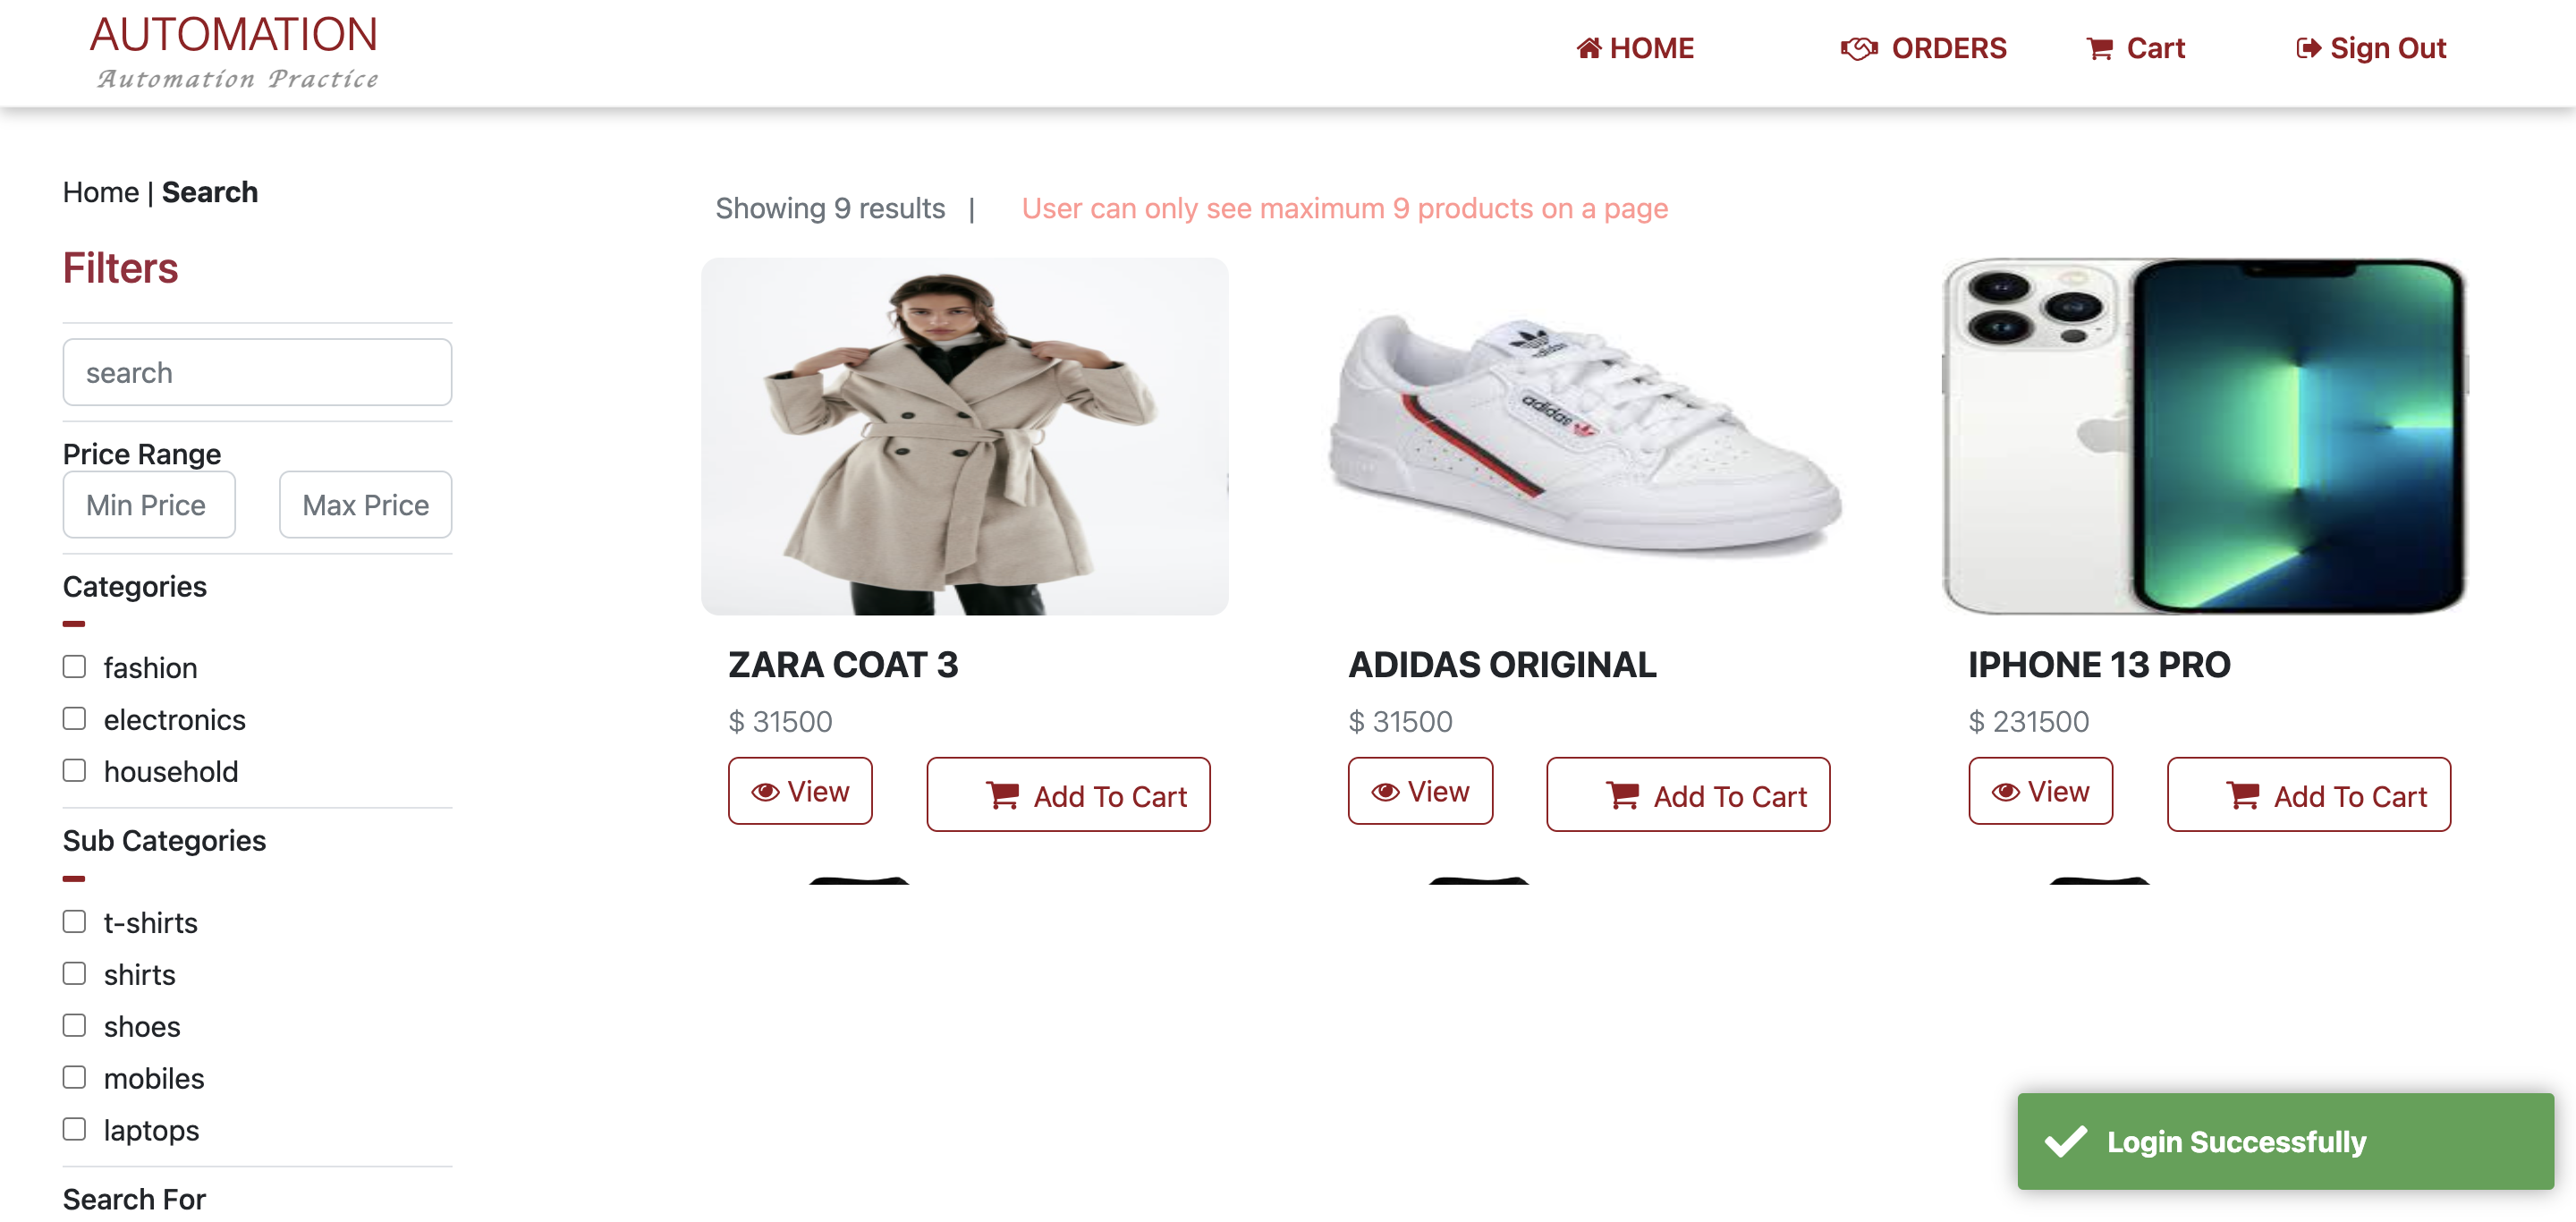 AUTOMATION
Automation Practice
HOME
ORDERS
Cart
Sign Out
Home | Search
Filters
search
Price Range
Min Price
Max Price
Categories
fashion
electronics
household
Sub Categories
t-shirts
shirts
shoes
mobiles
laptops
Search For
Showing 9 results | User can only see maximum 9 products on a page
adidas
adidas
ZARA COAT 3
$ 31500
View
Add To Cart
ADIDAS ORIGINAL
$ 31500
View
Add To Cart
IPHONE 13 PRO
$ 231500
View
Add To Cart
Login Successfully